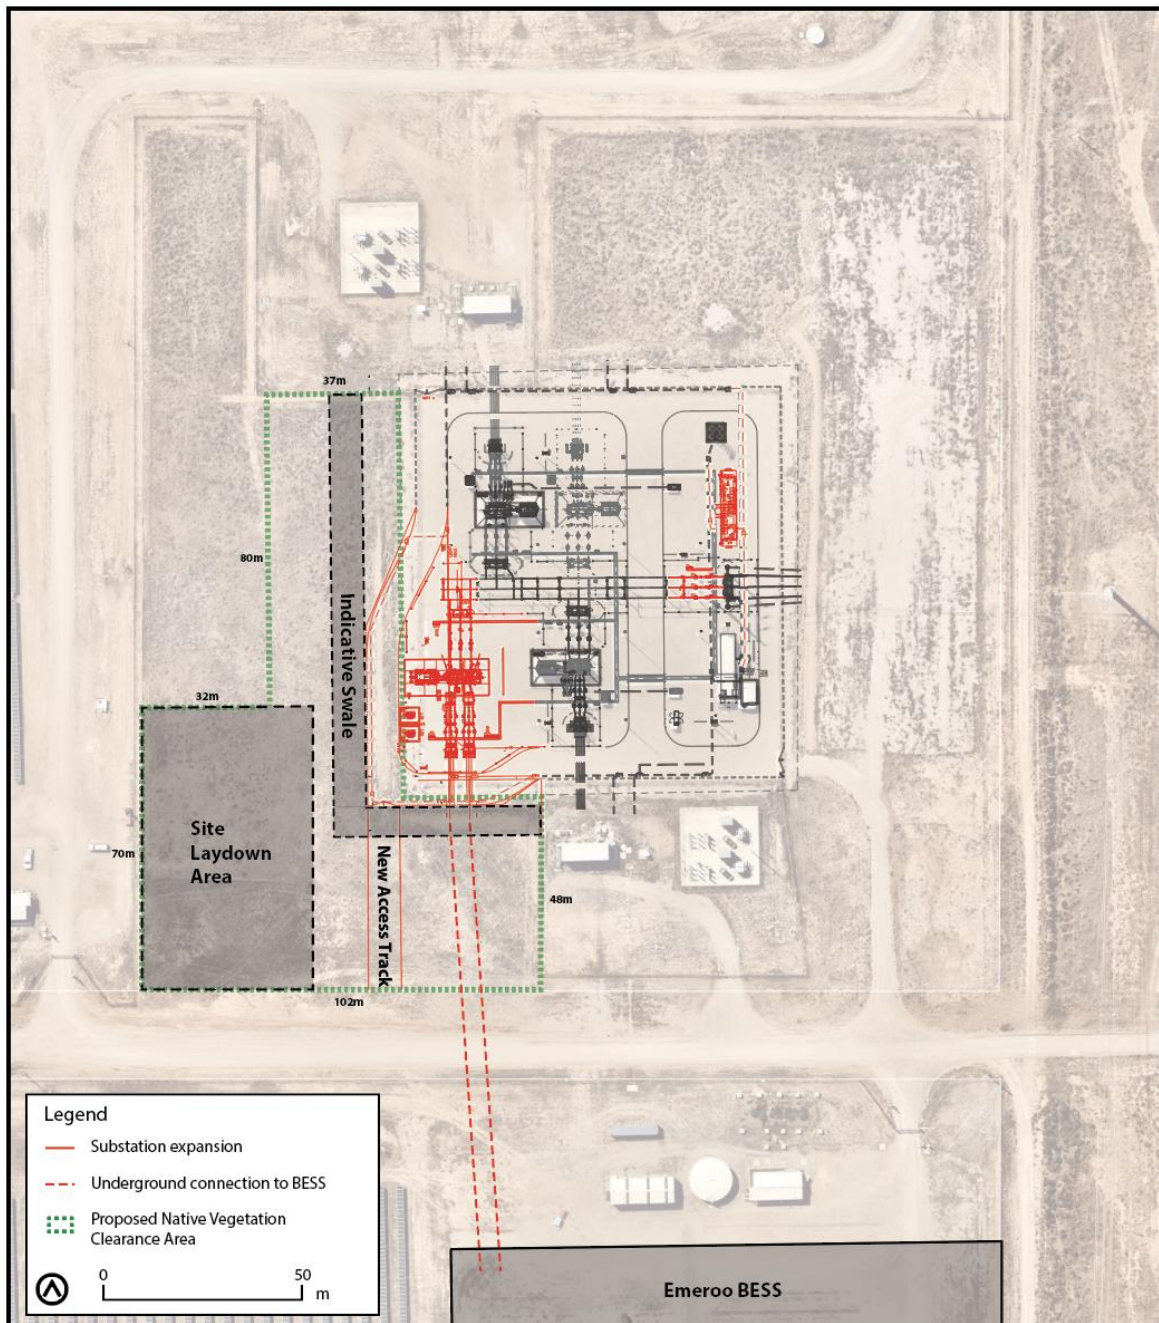 37m
80m
Indicative Swale
32m
Site
Laydown
Area
70m
New Access Track
48m
102m
Legend
Substation expansion
Underground connection to BESS
Proposed Native Vegetation
Clearance Area
0 50
m
Emeroo BESS